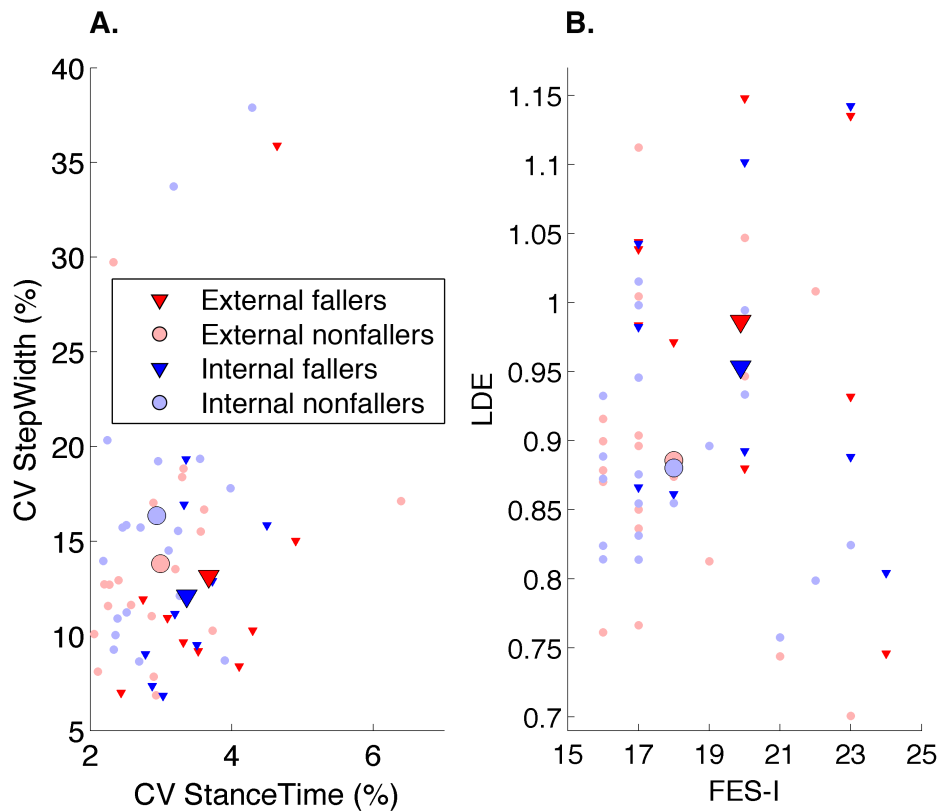 A.
B.
40
35
30
25
20
15
10
5
2
4
6
CV StepWidth (%)
CV StanceTime (%)
External fallers
External nonfallers
Internal fallers
Internal nonfallers
1.15
1.1
1.05
1
0.95
0.9
0.85
0.8
0.75
0.7
15
17
19
21
23
25
LDE
FES-I